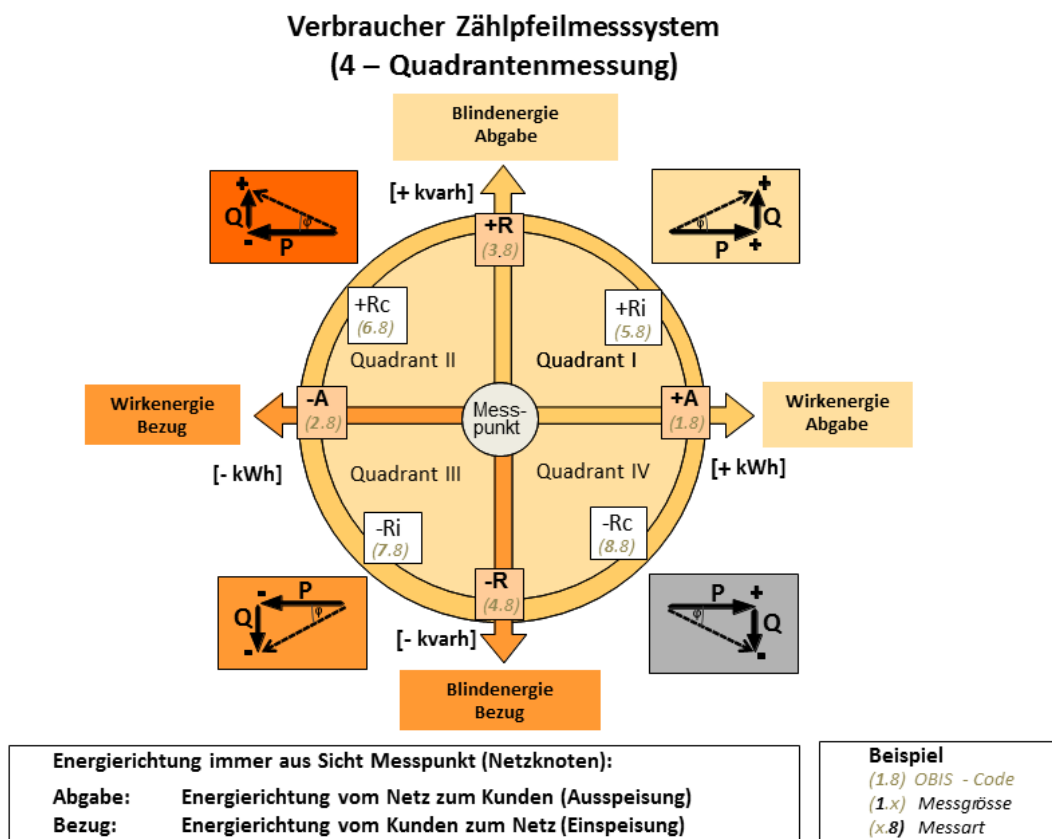 Verbraucher Zählpfeilmesssystem
(4 – Quadrantenmessung)
Blindenergie
Abgabe
[+ kvarh]
+
Q
φ
-
P
+
Q
φ
P
+
+R
(3.8)
+Rc
(6.8)
+Ri
(5.8)
Quadrant II
Quadrant I
Wirkenergie
Bezug
-A
(2.8)
Mess-
punkt
+A
(1.8)
Wirkenergie
Abgabe
[- kWh]
Quadrant III
Quadrant IV
[+ kWh]
-Ri
(7.8)
-Rc
(8.8)
-R
(4.8)
-
P
Q
φ
-
P
+
φ
Q
-
[- kvarh]
Blindenergie
Bezug
Energierichtung immer aus Sicht Messpunkt (Netzknoten):
Abgabe: Energierichtung vom Netz zum Kunden (Ausspeisung)
Bezug: Energierichtung vom Kunden zum Netz (Einspeisung)
Beispiel
(1.8) OBIS - Code
(1.x) Messgrösse
(x.8) Messart